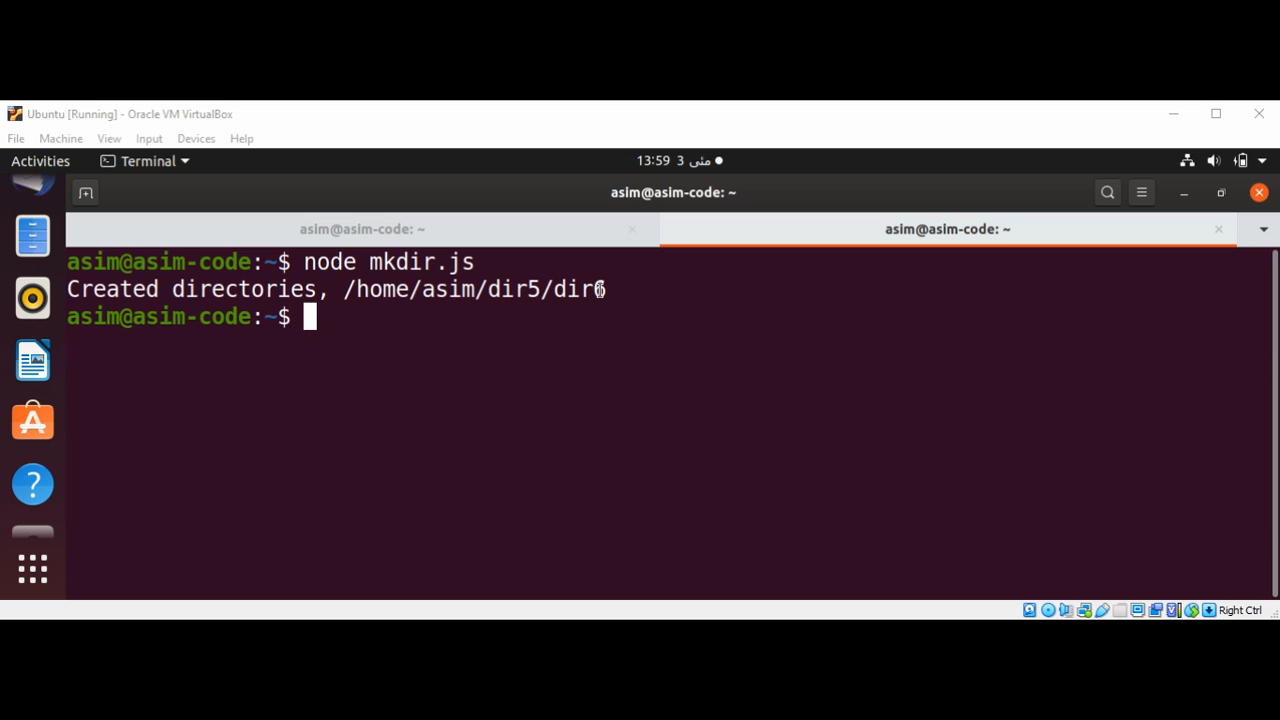 Ubuntu [Running] - Oracle VM VirtualBox
File Machine View Input Devices Help
Activities Terminal 13:59 3 مئی
asim@asim-code: ~
asim@asim-code: ~ asim@asim-code: ~
asim@asim-code:~$ node mkdir.js
Created directories, /home/asim/dir5/dir6
asim@asim-code:~$
Right Ctrl